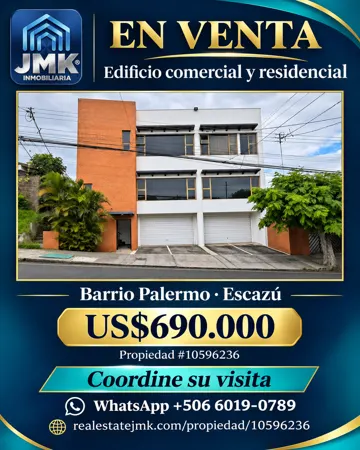 JMK
INMOBILIARIA
EN VENTA
Edificio comercial y residencial
Barrio Palermo · Escazú
US$690.000
Propiedad #10596236
Coordine su visita
WhatsApp +506 6019-0789
realestatejmk.com/propiedad/10596236